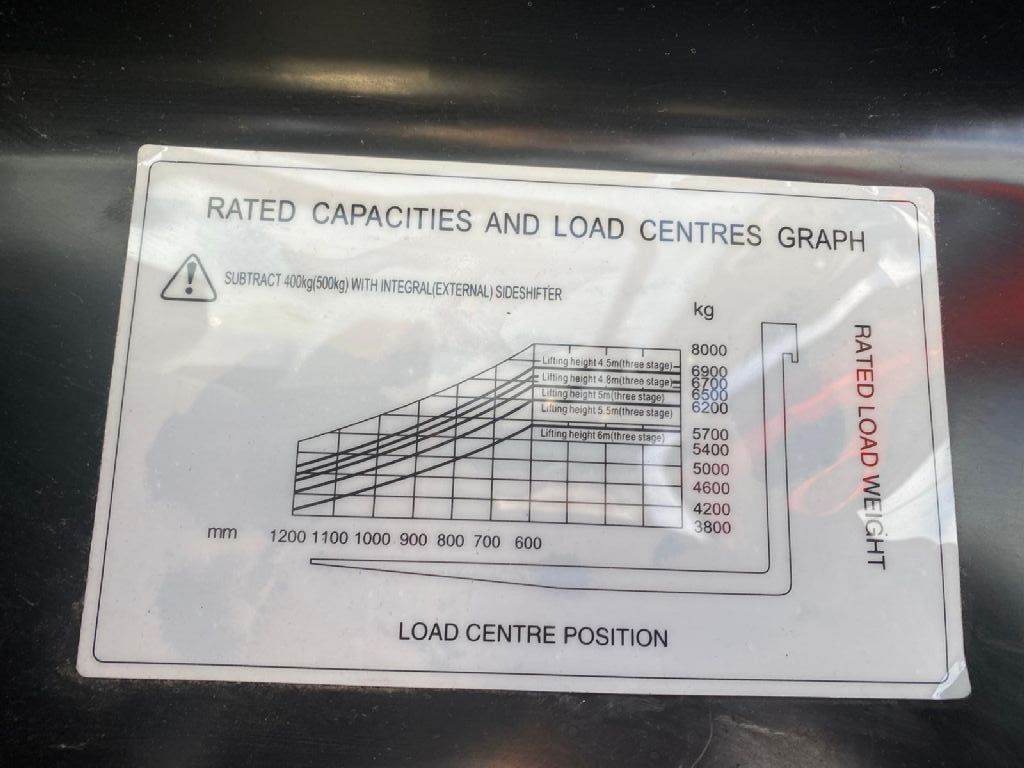 RATED CAPACITIES AND LOAD CENTRES GRAPH
SUBTRACT 400kg(500kg) WITH INTEGRAL(EXTERNAL) SIDESHIFTER
kg
8000
Lifting height 4.5m(three stage)
6900
Lifting height 4.8m(three stage)
6700
Lifting height 5m(three stage)
6500
Lifting height 5.5m(three stage)
6200
Lifting height 6m(three stage)
5700
5400
5000
4600
4200
3800
RATED LOAD WEIGHT
mm 1200 1100 1000 900 800 700 600
LOAD CENTRE POSITION